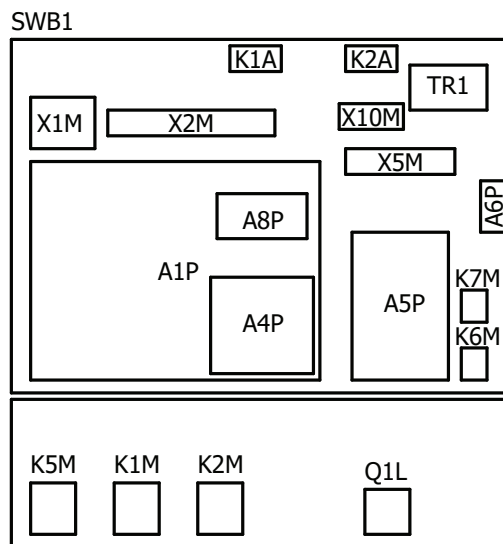 SWB1
K1A K2A
TR1
X1M X2M X10M
X5M
A6P
A8P
A1P
K7M
A4P A5P
K6M
K5M K1M K2M Q1L